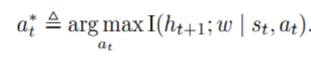 a*_t ≜ arg max_{a_t} I(h_{t+1}; w | s_t, a_t).